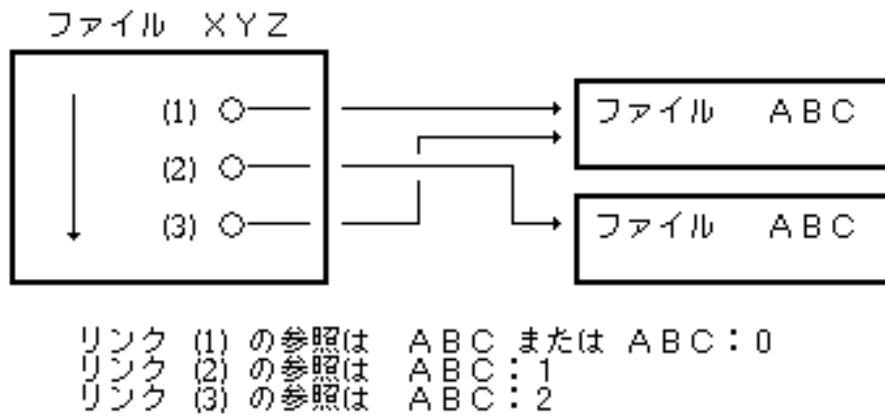 ファイル　ＸＹＺ
(1)
(2)
(3)
ファイル　ＡＢＣ
ファイル　ＡＢＣ
リンク (1) の参照は　ＡＢＣ または ＡＢＣ：0
リンク (2) の参照は　ＡＢＣ：1
リンク (3) の参照は　ＡＢＣ：2